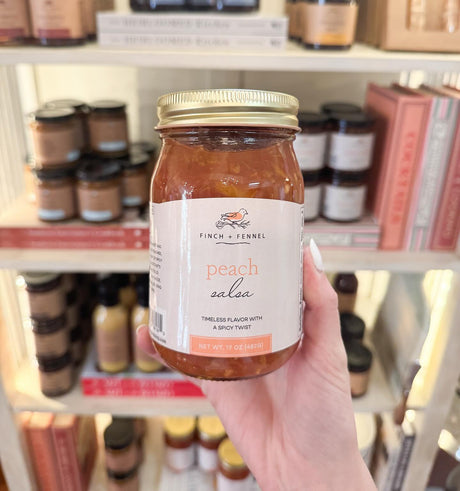 FINCH + FENNEL
peach
salsa
TIMELESS FLAVOR WITH
A SPICY TWIST
NET WT. 17 OZ (482G)